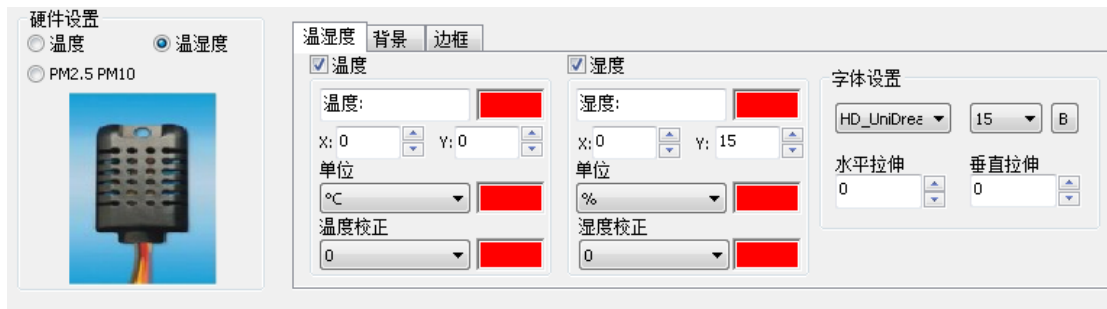 硬件设置
温度 温湿度
PM2.5 PM10
温湿度 背景 边框
温度
温度:
X: 0 Y: 0
单位
℃
温度校正
0
湿度
湿度:
X: 0 Y: 15
单位
%
湿度校正
0
字体设置
HD_UniDrea 15 B
水平拉伸 垂直拉伸
0 0